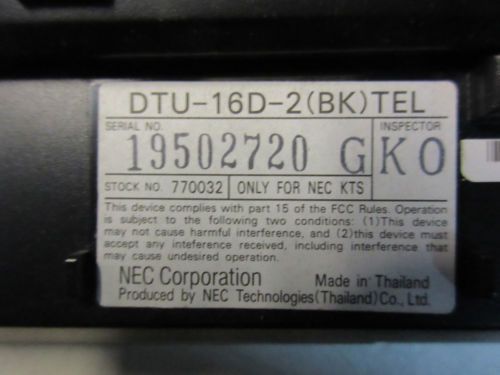 DTU-16D-2(BK)TEL
SERIAL NO. INSPECTOR
19502720 GKO
STOCK NO. 770032 ONLY FOR NEC KTS
This device complies with part 15 of the FCC Rules. Operation
is subject to the following two conditions: (1)This device
may not cause harmful interference, and (2)this device must
accept any inteference received, including interference that
may cause undesired operation.
NEC Corporation Made in Thailand
Produced by NEC Technologies(Thailand)Co., Ltd.